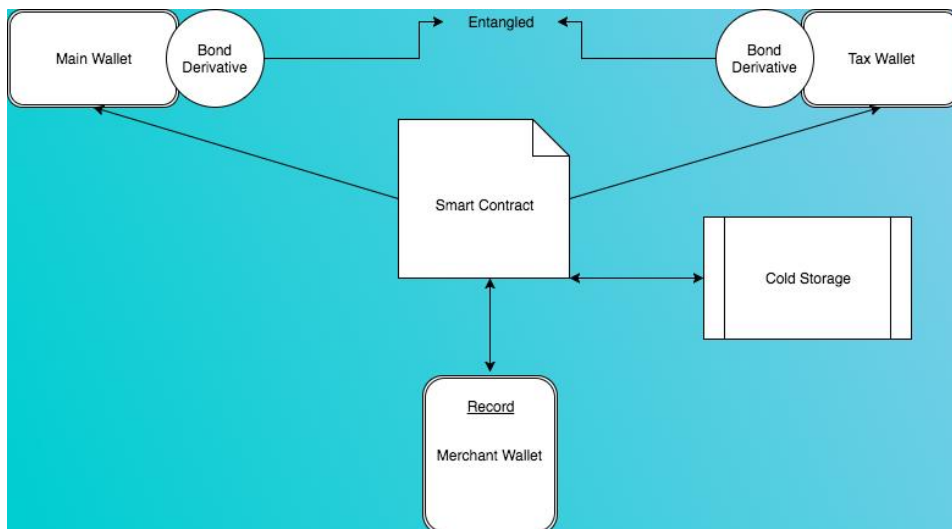 Main Wallet
Bond
Derivative
Entangled
Bond
Derivative
Tax Wallet
Smart Contract
Cold Storage
Record
Merchant Wallet